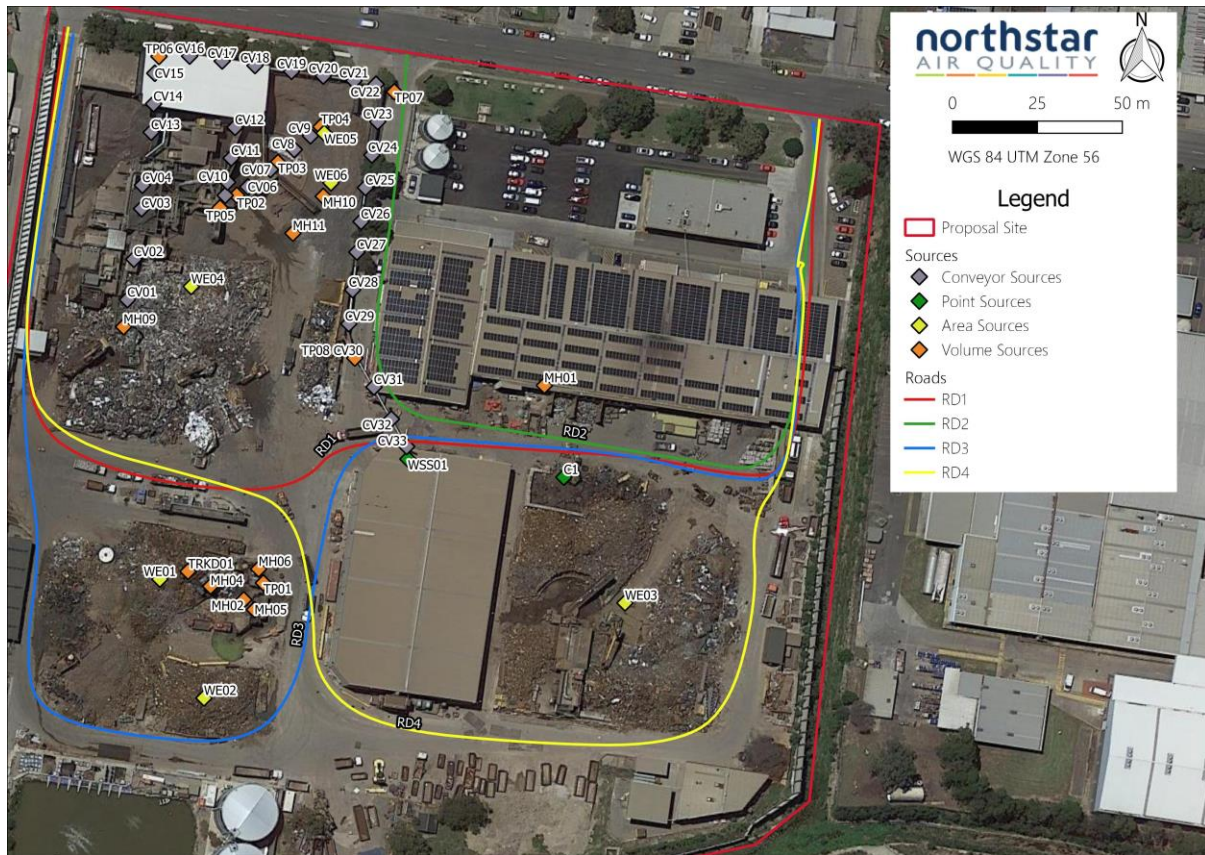 northstar
AIR QUALITY
N
0 25 50 m
WGS 84 UTM Zone 56
Legend
Proposal Site
Sources
Conveyor Sources
Point Sources
Area Sources
Volume Sources
Roads
RD1
RD2
RD3
RD4
TP06
CV16
CV17
CV18
CV19
CV20
CV21
CV22
TP07
CV15
CV14
CV13
CV12
CV9
TP04
WE05
CV23
CV8
CV11
CV24
CV07
TP03
CV04
CV10
CV06
WE06
CV25
TP02
MH10
CV03
TP05
CV26
MH11
CV02
CV27
WE04
CV28
CV01
MH09
CV29
TP08
CV30
CV31
MH01
CV32
RD1
RD2
CV33
WSS01
C1
WE01
TRKD01
MH06
MH04
TP01
MH02
MH05
WE03
RD3
WE02
RD4